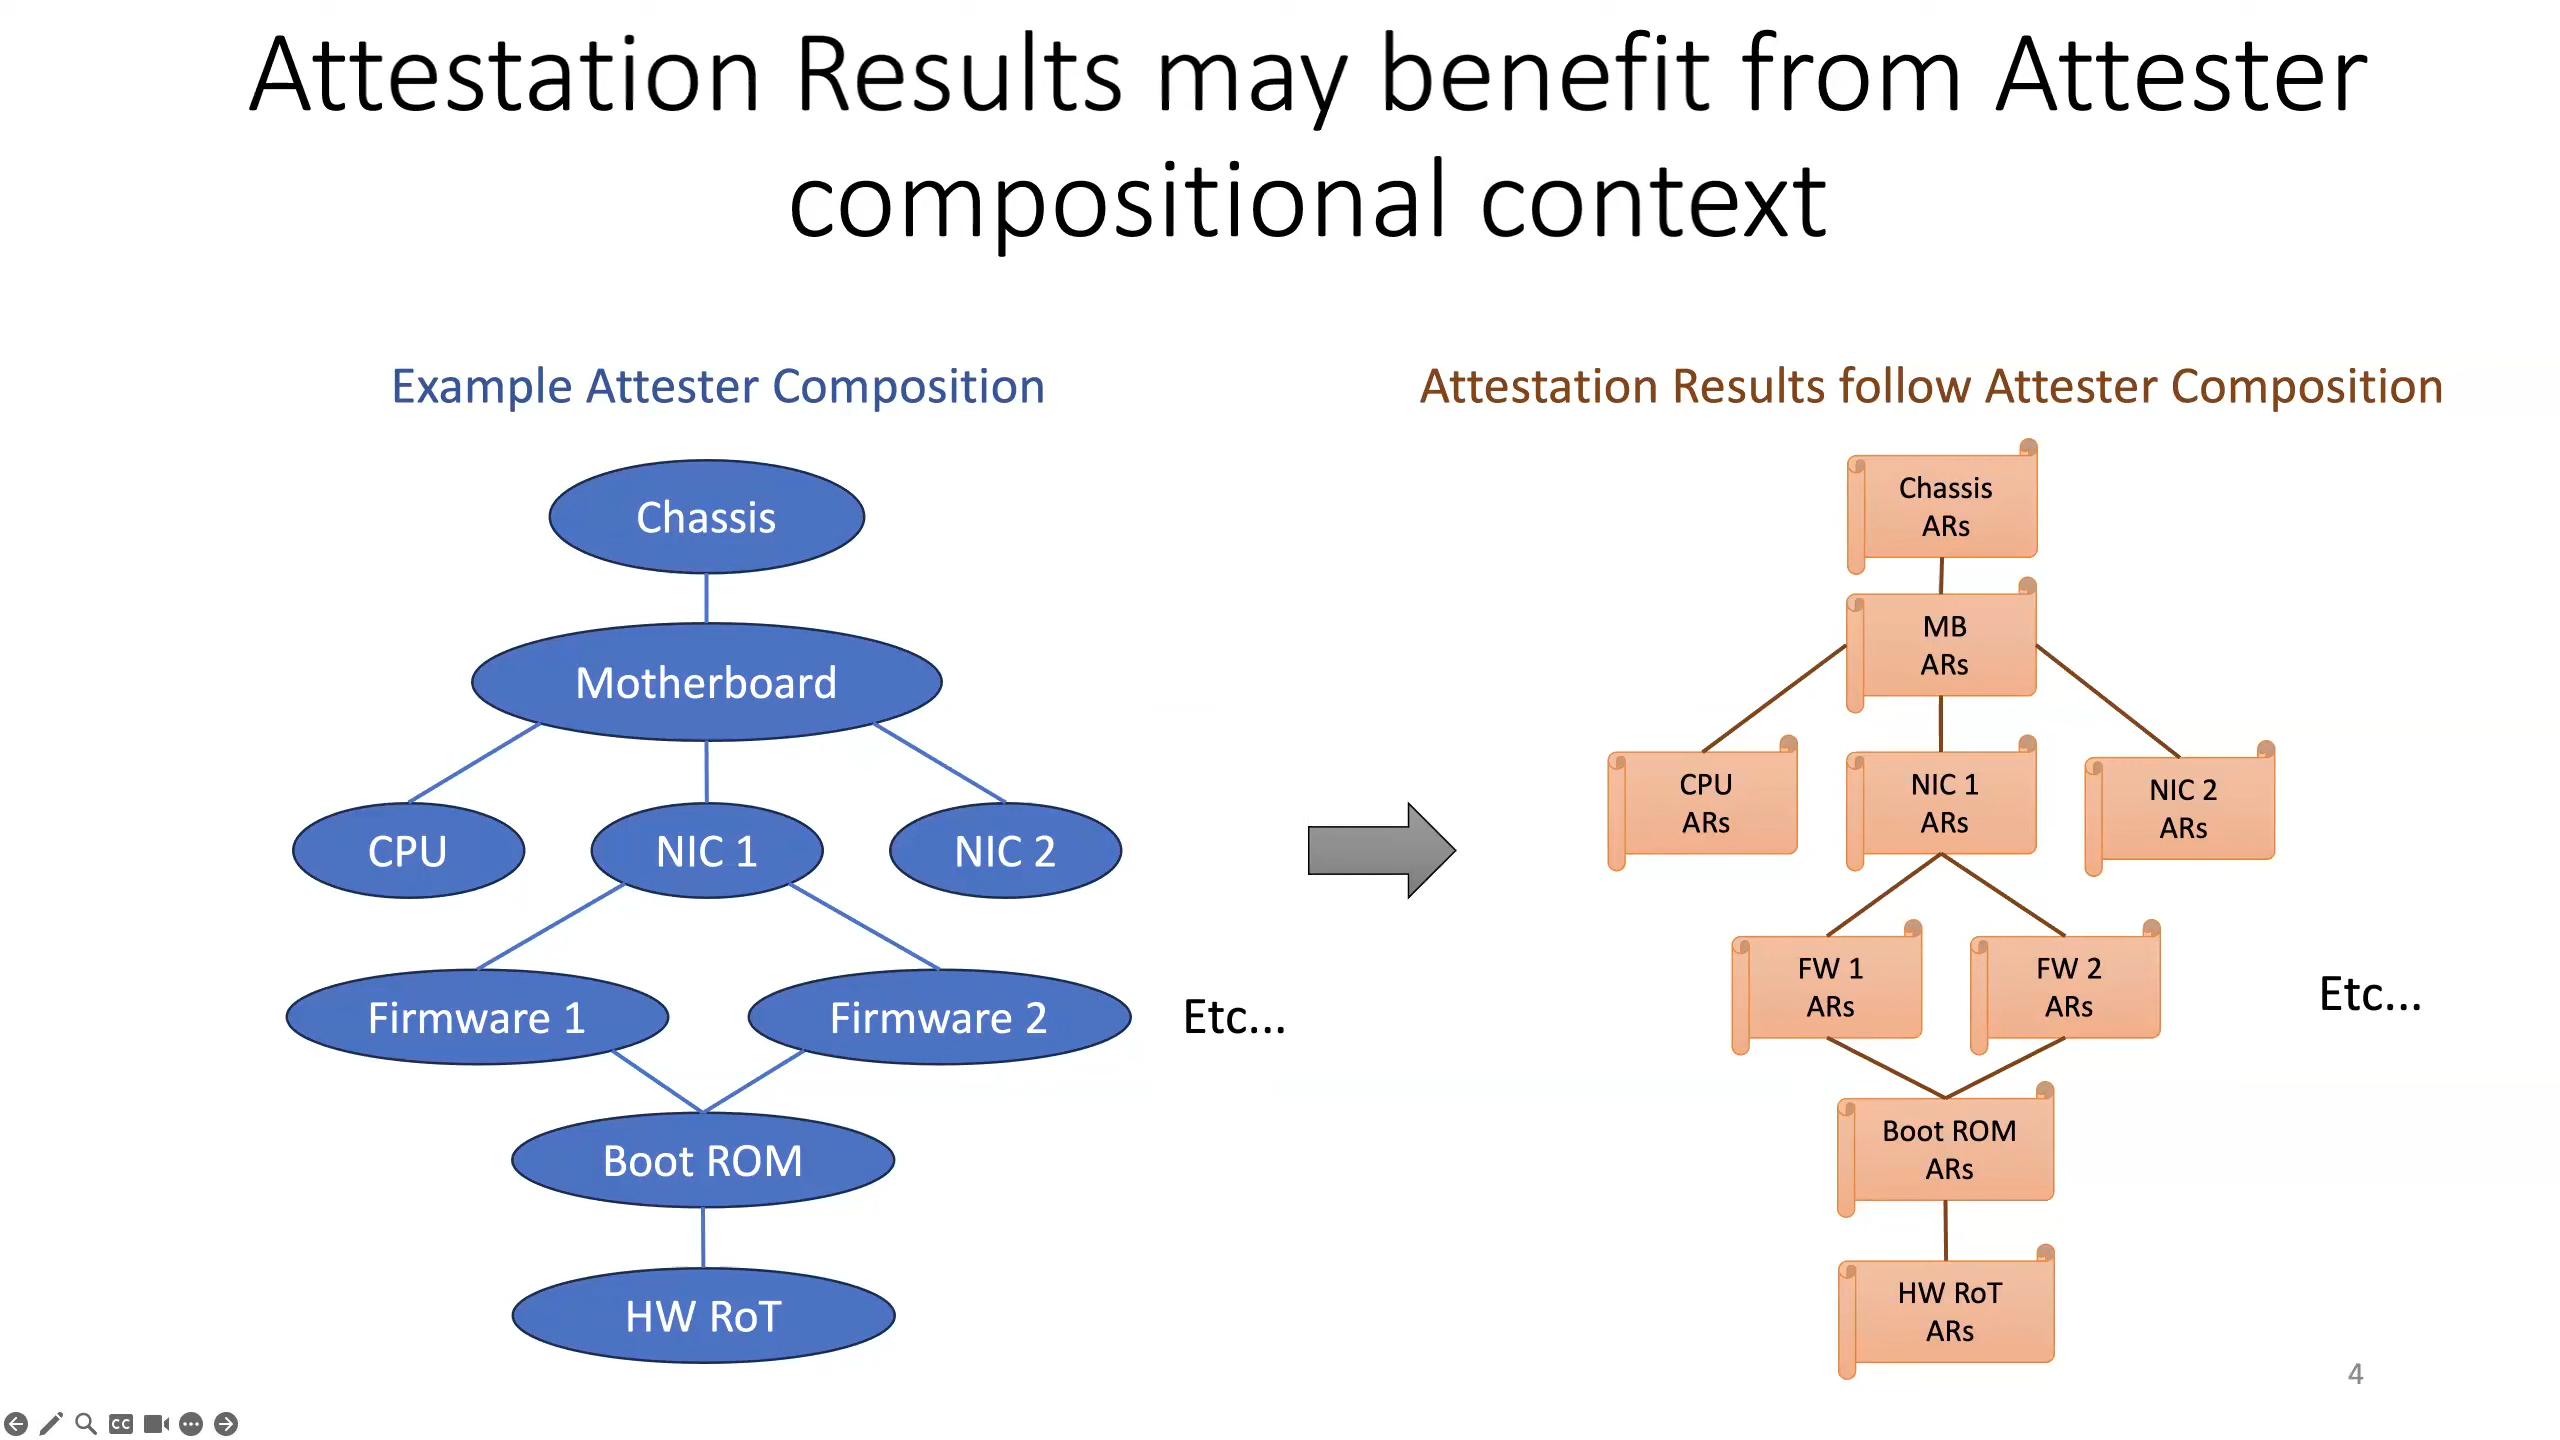 Attestation Results may benefit from Attester
compositional context
Example Attester Composition
Chassis
Motherboard
CPU
NIC 1
NIC 2
Firmware 1
Firmware 2
Etc...
Boot ROM
HW RoT
Attestation Results follow Attester Composition
Chassis
ARs
MB
ARs
CPU
ARs
NIC 1
ARs
NIC 2
ARs
FW 1
ARs
FW 2
ARs
Etc...
Boot ROM
ARs
HW RoT
ARs
4
CC